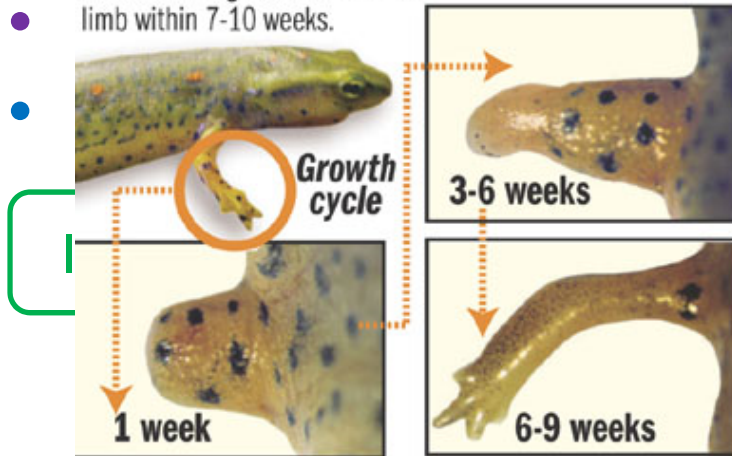 limb within 7-10 weeks.
Growth
cycle
3-6 weeks
1 week
6-9 weeks